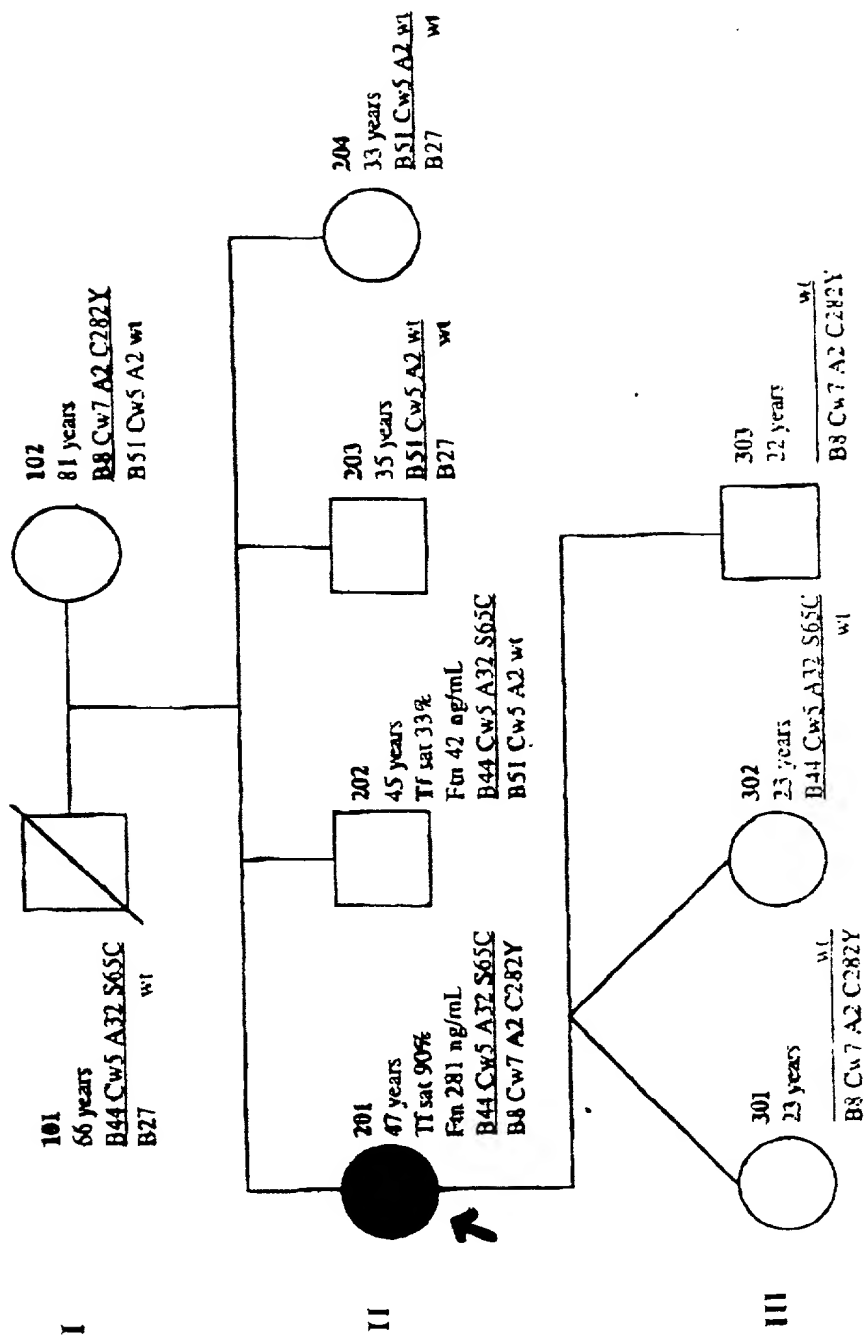 I
101
66 years
B44 Cw5 A32 S65C
B27 wt
102
81 years
B8 Cw7 A2 C282Y
B51 Cw5 A2 wt
II
201
47 years
Tf sat 90%
Ftn 281 ng/mL
B44 Cw5 A32 S65C
B8 Cw7 A2 C282Y
202
45 years
Tf sat 33%
Ftn 42 ng/mL
B44 Cw5 A32 S65C
B51 Cw5 A2 wt
203
35 years
B51 Cw5 A2 wt
B27 wt
204
33 years
B51 Cw5 A2 wt
B27 wt
III
301
23 years
wt
B8 Cw7 A2 C282Y
302
23 years
B44 Cw5 A32 S65C
wt
303
22 years
wt
B8 Cw7 A2 C282Y